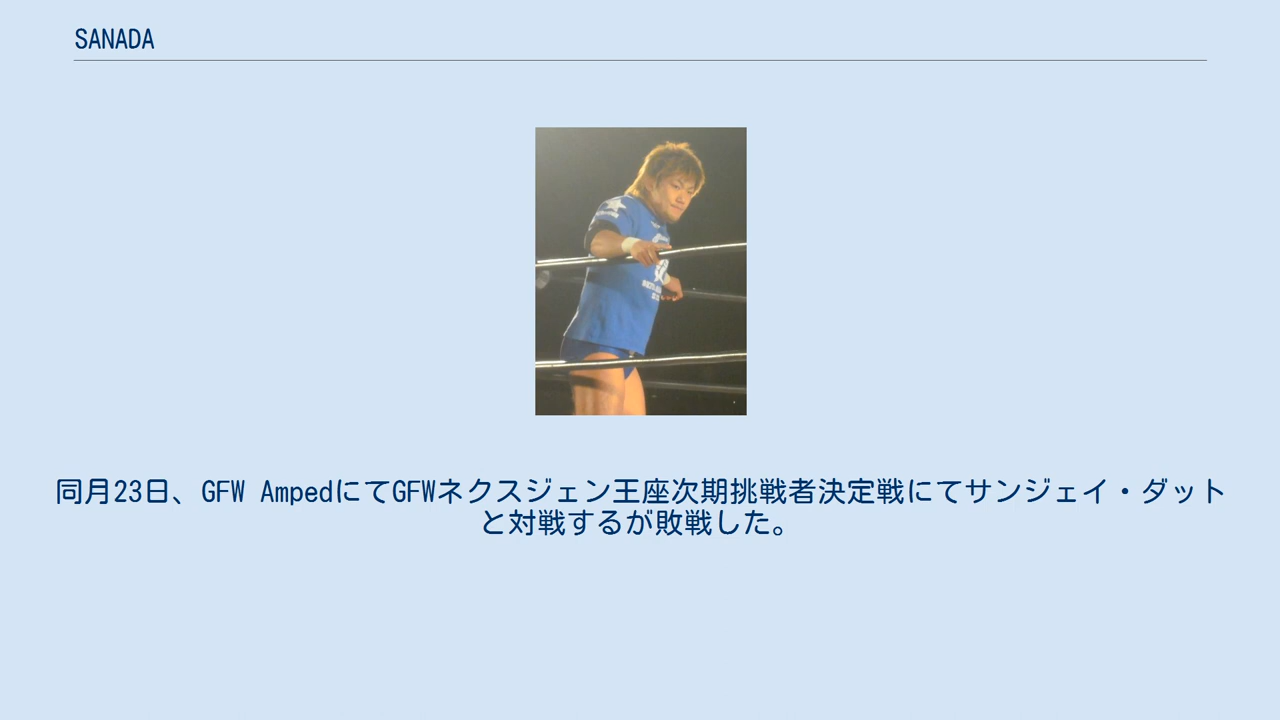 SANADA
同月23日、GFW AmpedにてGFWネクスジェン王座次期挑戦者決定戦にてサンジェイ・ダット
と対戦するが敗戦した。